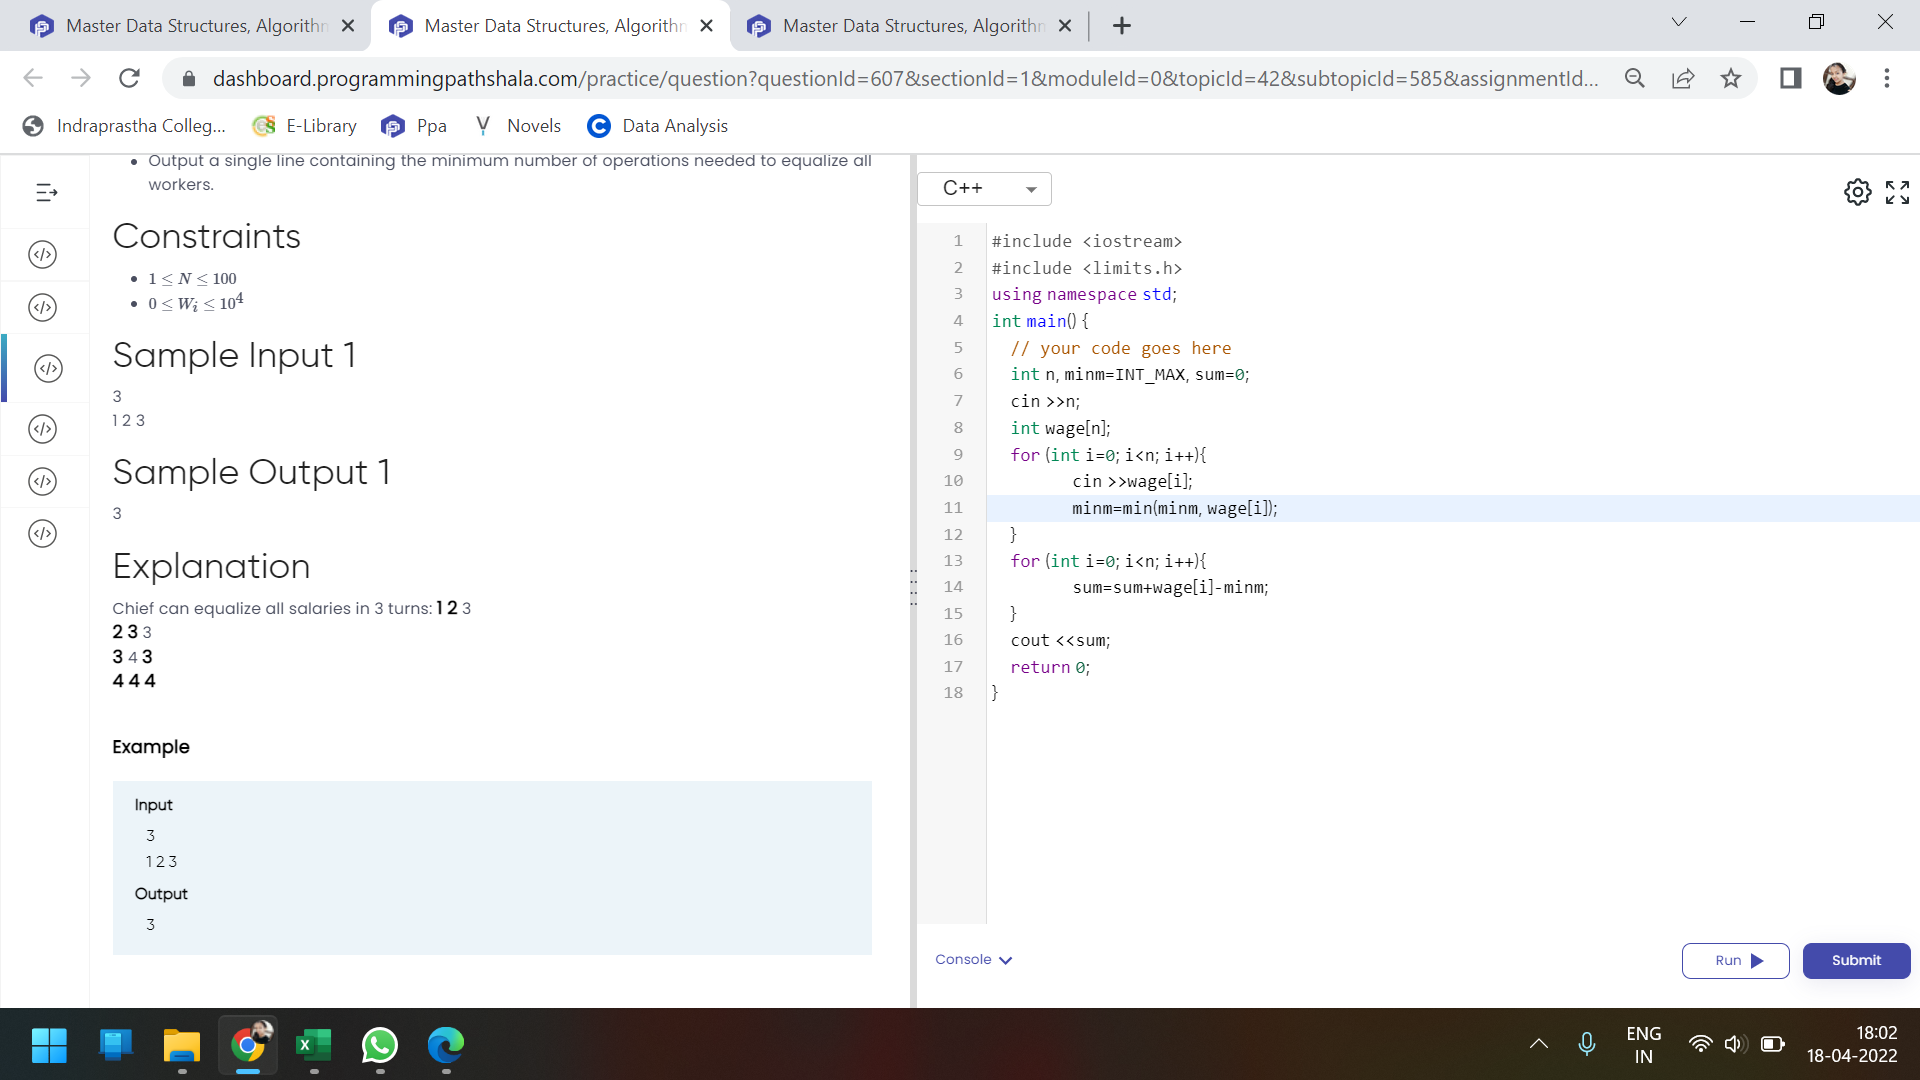 Master Data Structures, Algorithn
Master Data Structures, Algorithn
Master Data Structures, Algorithn
dashboard.programmingpathshala.com/practice/question?questionId=607&sectionId=1&moduleId=0&topicId=42&subtopicId=585&assignmentId...
Indraprastha Colleg...
E-Library
Ppa
Novels
Data Analysis
• Output a single line containing the minimum number of operations needed to equalize all
workers.
Constraints
• 1 ≤ N ≤ 100
• 0 ≤ Wi ≤ 10^4
Sample Input 1
3
1 2 3
Sample Output 1
3
Explanation
Chief can equalize all salaries in 3 turns: 1 2 3
2 3 3
3 4 3
4 4 4
Example
Input
3
1 2 3
Output
3
C++
1 #include <iostream>
2 #include <limits.h>
3 using namespace std;
4 int main() {
5 // your code goes here
6 int n, minm=INT_MAX, sum=0;
7 cin >>n;
8 int wage[n];
9 for (int i=0; i<n; i++){
10 cin >>wage[i];
11 minm=min(minm, wage[i]);
12 }
13 for (int i=0; i<n; i++){
14 sum=sum+wage[i]-minm;
15 }
16 cout <<sum;
17 return 0;
18 }
Console
Run
Submit
ENG
IN
18:02
18-04-2022